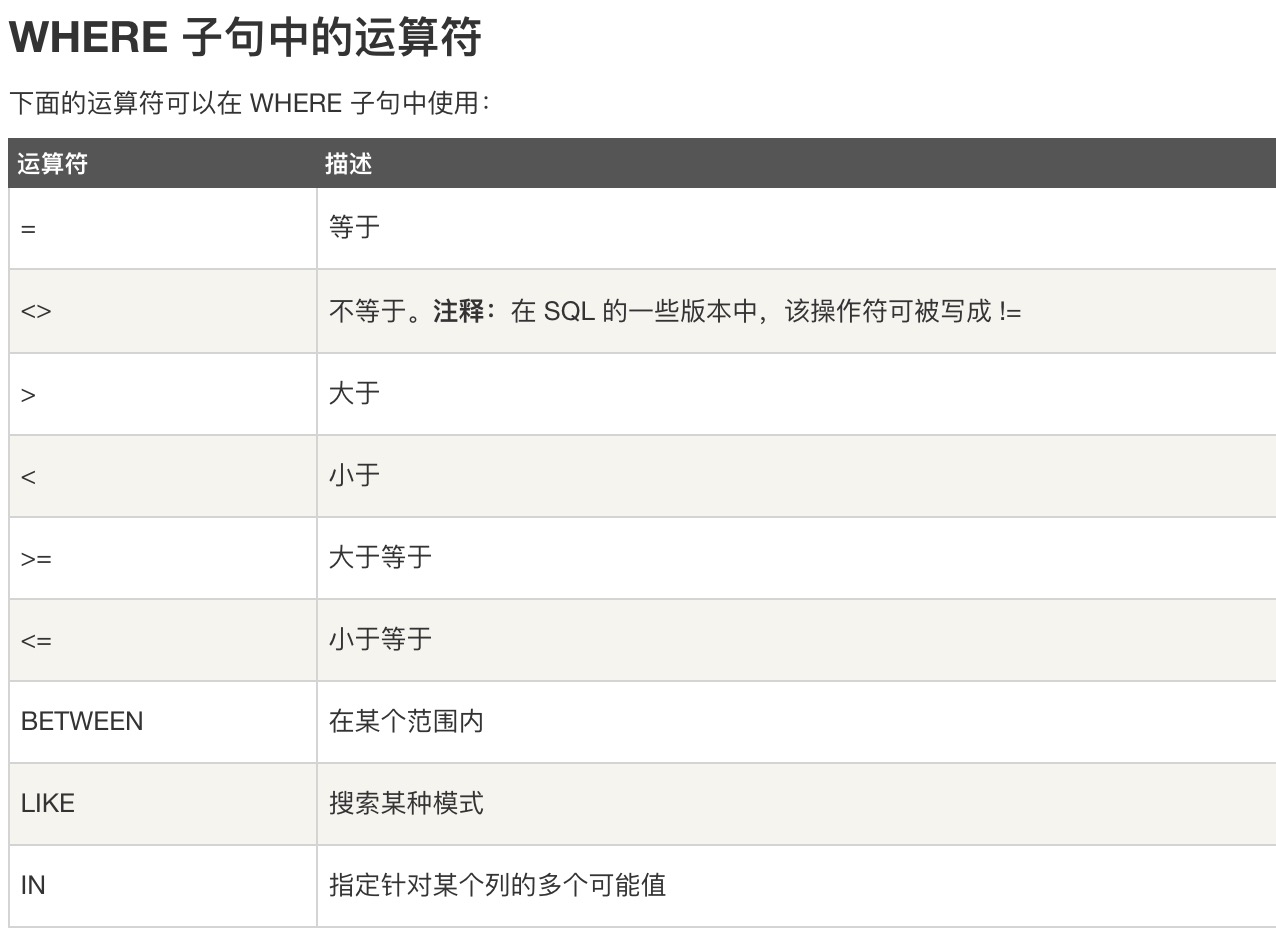 WHERE 子句中的运算符
下面的运算符可以在 WHERE 子句中使用：
运算符 描述
= 等于
<> 不等于。注释：在 SQL 的一些版本中，该操作符可被写成 !=
> 大于
< 小于
>= 大于等于
<= 小于等于
BETWEEN 在某个范围内
LIKE 搜索某种模式
IN 指定针对某个列的多个可能值